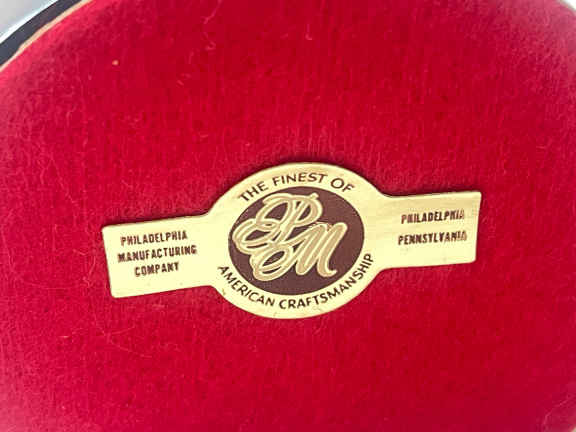 THE FINEST OF
PHILADELPHIA
MANUFACTURING
COMPANY
PM
PHILADELPHIA
PENNSYLVANIA
AMERICAN CRAFTSMANSHIP